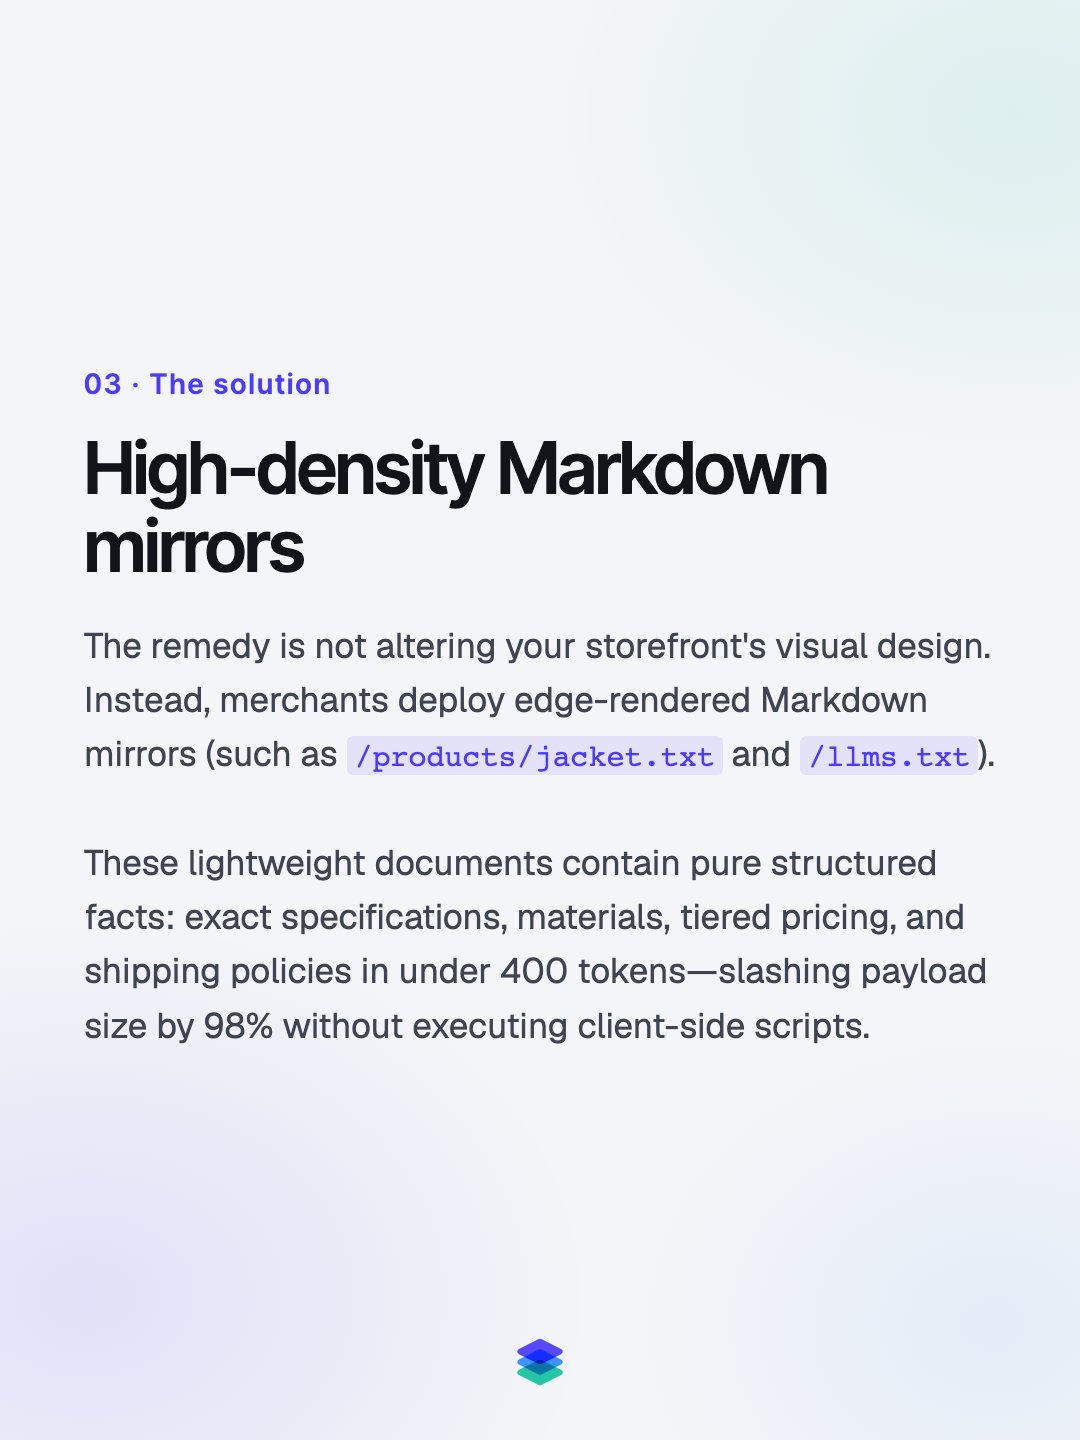 03 · The solution
High-density Markdown
mirrors
The remedy is not altering your storefront's visual design.
Instead, merchants deploy edge-rendered Markdown
mirrors (such as /products/jacket.txt and /llms.txt).
These lightweight documents contain pure structured
facts: exact specifications, materials, tiered pricing, and
shipping policies in under 400 tokens—slashing payload
size by 98% without executing client-side scripts.